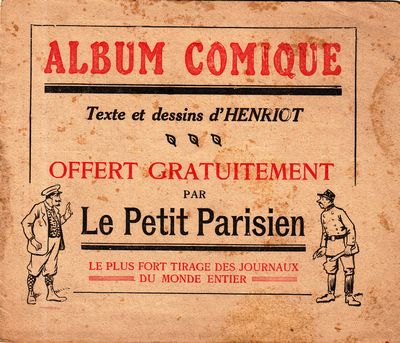 ALBUM COMIQUE
Texte et dessins d'HENRIOT
OFFERT GRATUITEMENT
PAR
Le Petit Parisien
LE PLUS FORT TIRAGE DES JOURNAUX
DU MONDE ENTIER